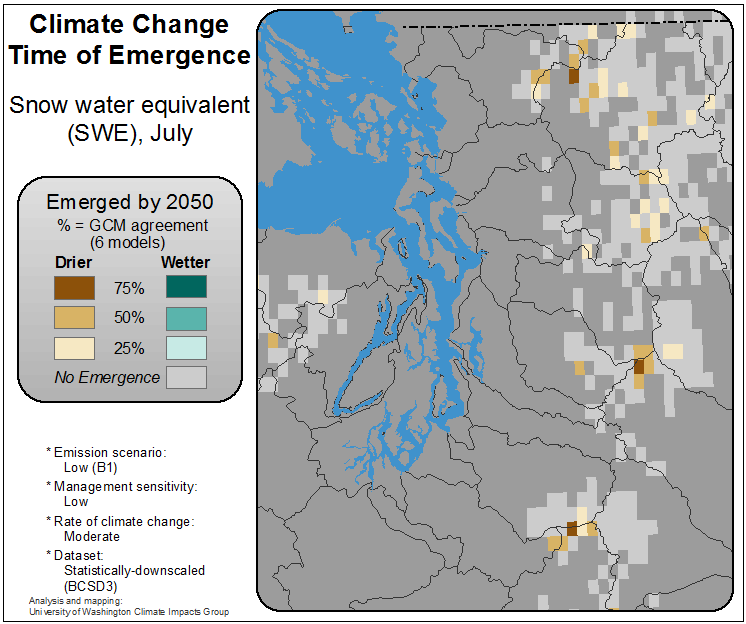 Climate Change
Time of Emergence
Snow water equivalent
(SWE), July
Emerged by 2050
% = GCM agreement
(6 models)
Drier Wetter
75%
50%
25%
No Emergence
* Emission scenario:
Low (B1)
* Management sensitivity:
Low
* Rate of climate change:
Moderate
* Dataset:
Statistically-downscaled
(BCSD3)
Analysis and mapping:
University of Washington Climate Impacts Group